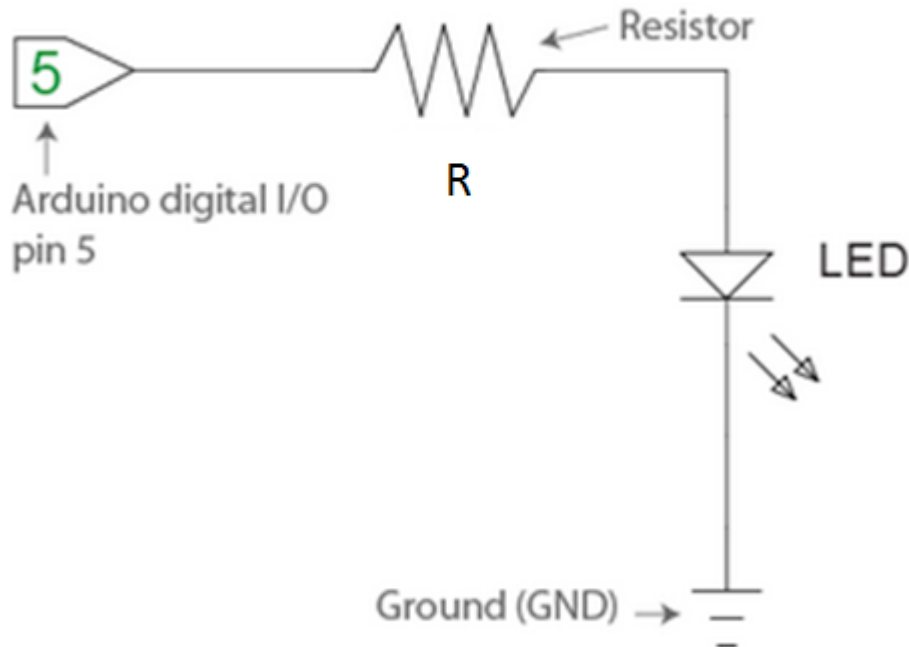 Resistor
5
R
Arduino digital I/O
pin 5
LED
Ground (GND)